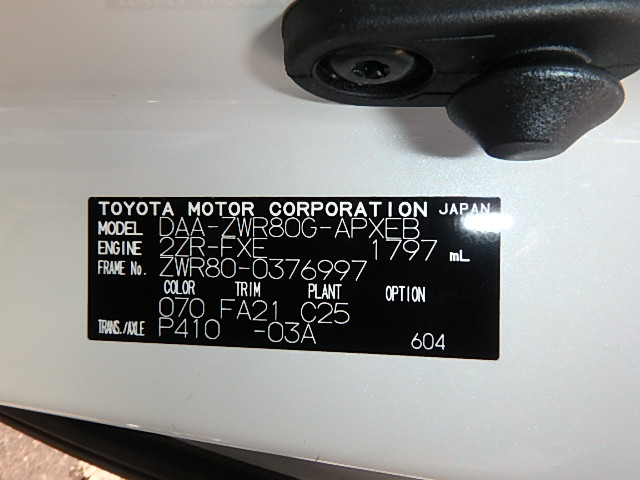 TOYOTA MOTOR CORPORATION JAPAN
MODEL DAA-ZWR80G-APXEB
ENGINE 2ZR-FXE 1797 mL
FRAME No. ZWR80-0376997
COLOR TRIM PLANT OPTION
070 FA21 C25
TRANS./AXLE P410 -03A 604